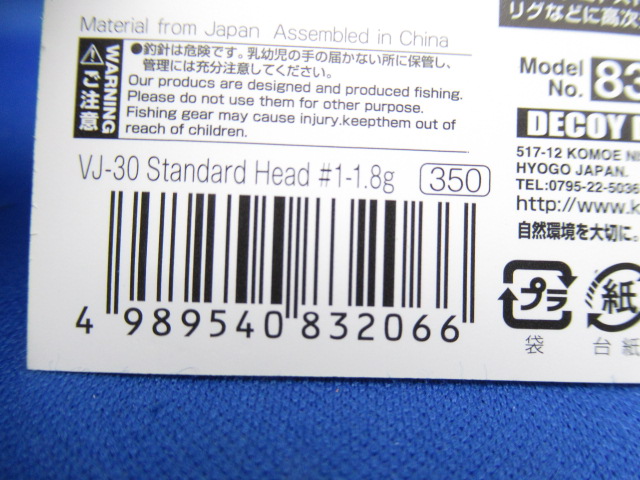 Material from Japan Assembled in China
WARNING
ご注意
●釣針は危険です。乳幼児の手の届かない所に保管し、
管理には充分注意してください。
Our producs are designed and produced fishing.
Please do not use them for other purpose.
Fishing gear may cause injury.keepthem out of
reach of children.
VJ-30 Standard Head #1-1.8g 350
4 989540 832066
リグなどに高次
Model
No. 83
DECOY
517-12 KOMOE
HYOGO JAPAN.
TEL:0795-22-5036
http://www.k
自然環境を大切に。
プラ
袋
紙
台紙